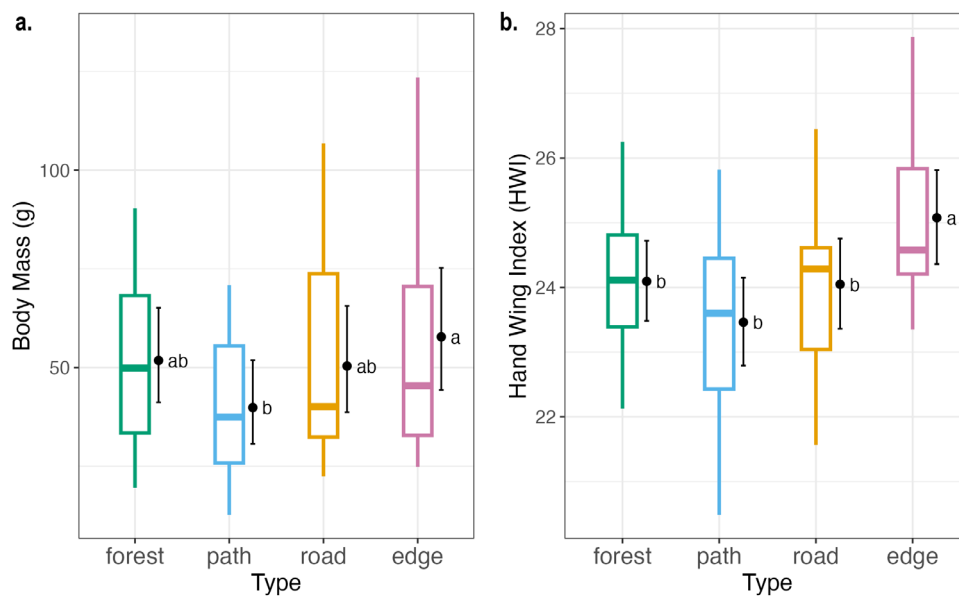 a.
Body Mass (g)
100
50
ab
b
ab
a
forest path road edge
Type
b.
Hand Wing Index (HWI)
28
26
24
22
b
b
b
a
forest path road edge
Type